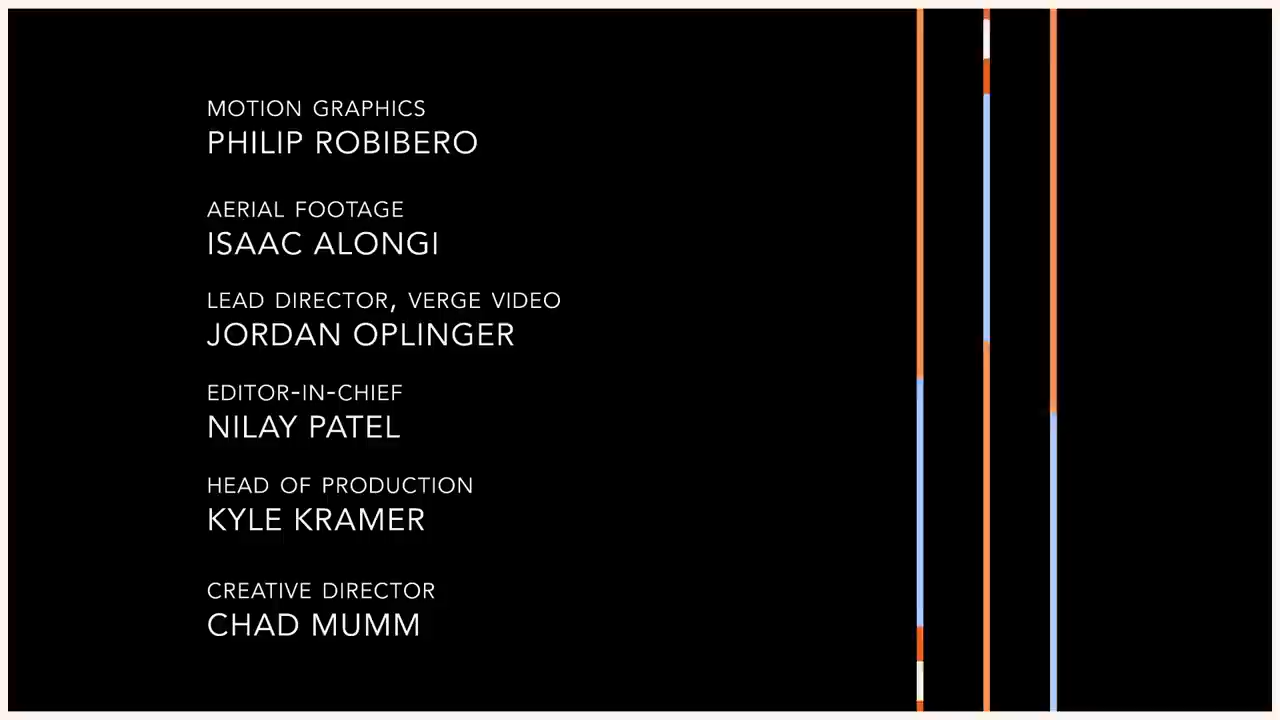 MOTION GRAPHICS
PHILIP ROBIBERO
AERIAL FOOTAGE
ISAAC ALONGI
LEAD DIRECTOR, VERGE VIDEO
JORDAN OPLINGER
EDITOR-IN-CHIEF
NILAY PATEL
HEAD OF PRODUCTION
KYLE KRAMER
CREATIVE DIRECTOR
CHAD MUMM